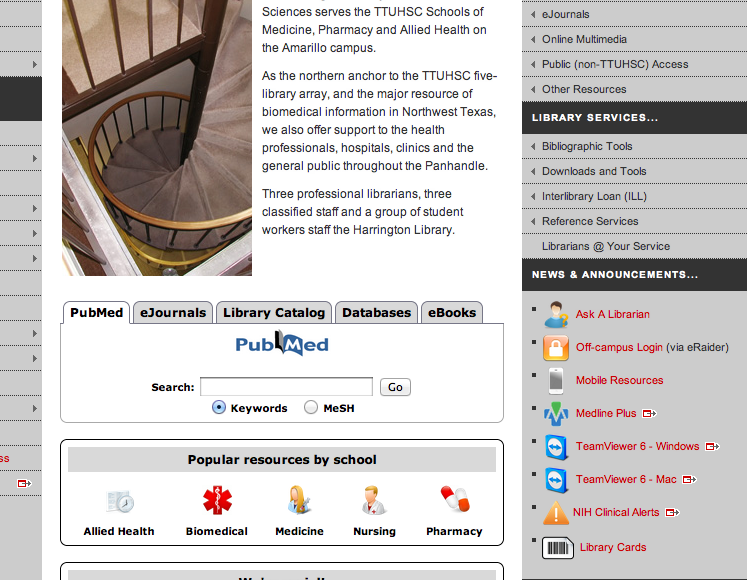 Sciences serves the TTUHSC Schools of
Medicine, Pharmacy and Allied Health on
the Amarillo campus.
As the northern anchor to the TTUHSC five-
library array, and the major resource of
biomedical information in Northwest Texas,
we also offer support to the health
professionals, hospitals, clinics and the
general public throughout the Panhandle.
Three professional librarians, three
classified staff and a group of student
workers staff the Harrington Library.
PubMed eJournals Library Catalog Databases eBooks
PubMed
Search: Go
Keywords MeSH
Popular resources by school
Allied Health Biomedical Medicine Nursing Pharmacy
eJournals
Online Multimedia
Public (non-TTUHSC) Access
Other Resources
LIBRARY SERVICES...
Bibliographic Tools
Downloads and Tools
Interlibrary Loan (ILL)
Reference Services
Librarians @ Your Service
NEWS & ANNOUNCEMENTS...
Ask A Librarian
Off-campus Login (via eRaider)
Mobile Resources
Medline Plus
TeamViewer 6 - Windows
TeamViewer 6 - Mac
NIH Clinical Alerts
Library Cards